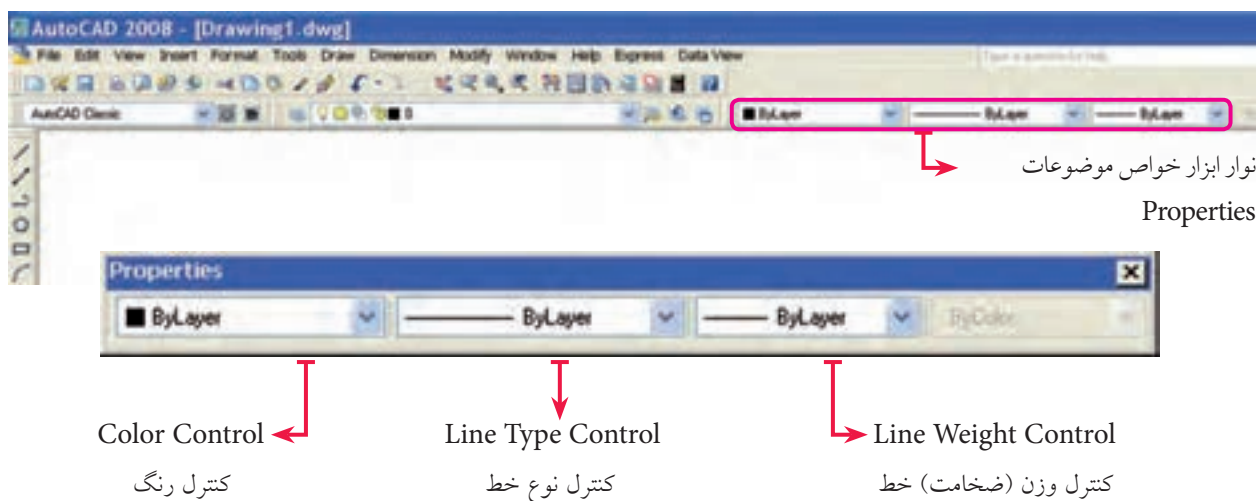 AutoCAD 2008 - [Drawing1.dwg]
File Edit View Insert Format Tools Draw Dimension Modify Window Help Express Data View
AutoCAD Classic 0 ByLayer ByLayer ByLayer
نوار ابزار خواص موضوعات
Properties
Properties
ByLayer ByLayer ByLayer ByColor
Color Control Line Type Control Line Weight Control
کنترل رنگ کنترل نوع خط کنترل وزن (ضخامت) خط